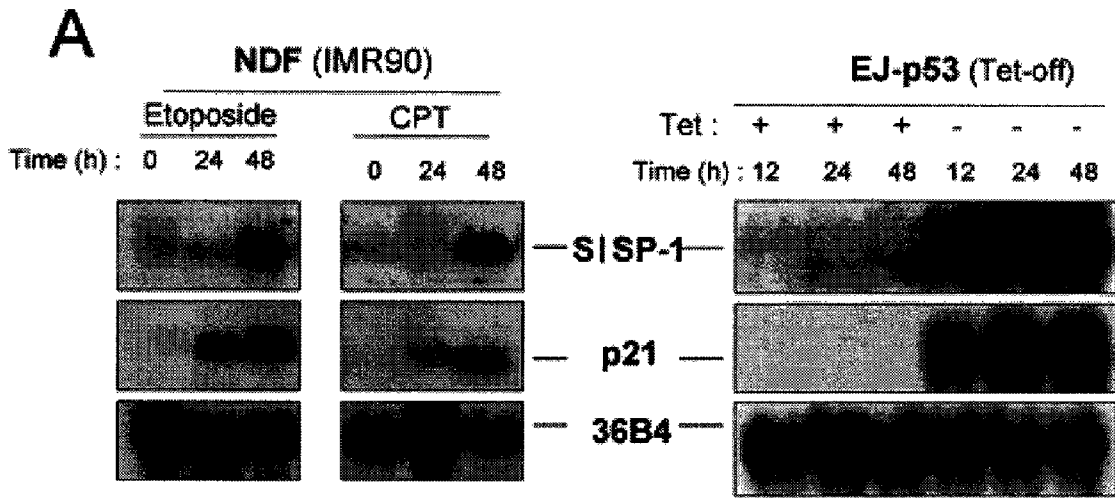 A
NDF (IMR90)
Etoposide CPT
Time (h) : 0 24 48 0 24 48
EJ-p53 (Tet-off)
Tet : + + + - - -
Time (h) : 12 24 48 12 24 48
SISP-1
p21
36B4